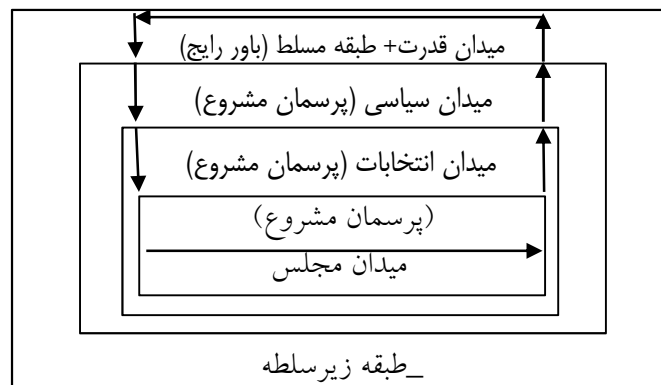 میدان قدرت+ طبقه مسلط (باور رایج)
میدان سیاسی (پرسمان مشروع)
میدان انتخابات (پرسمان مشروع)
(پرسمان مشروع)
میدان مجلس
_طبقه زیرسلطه